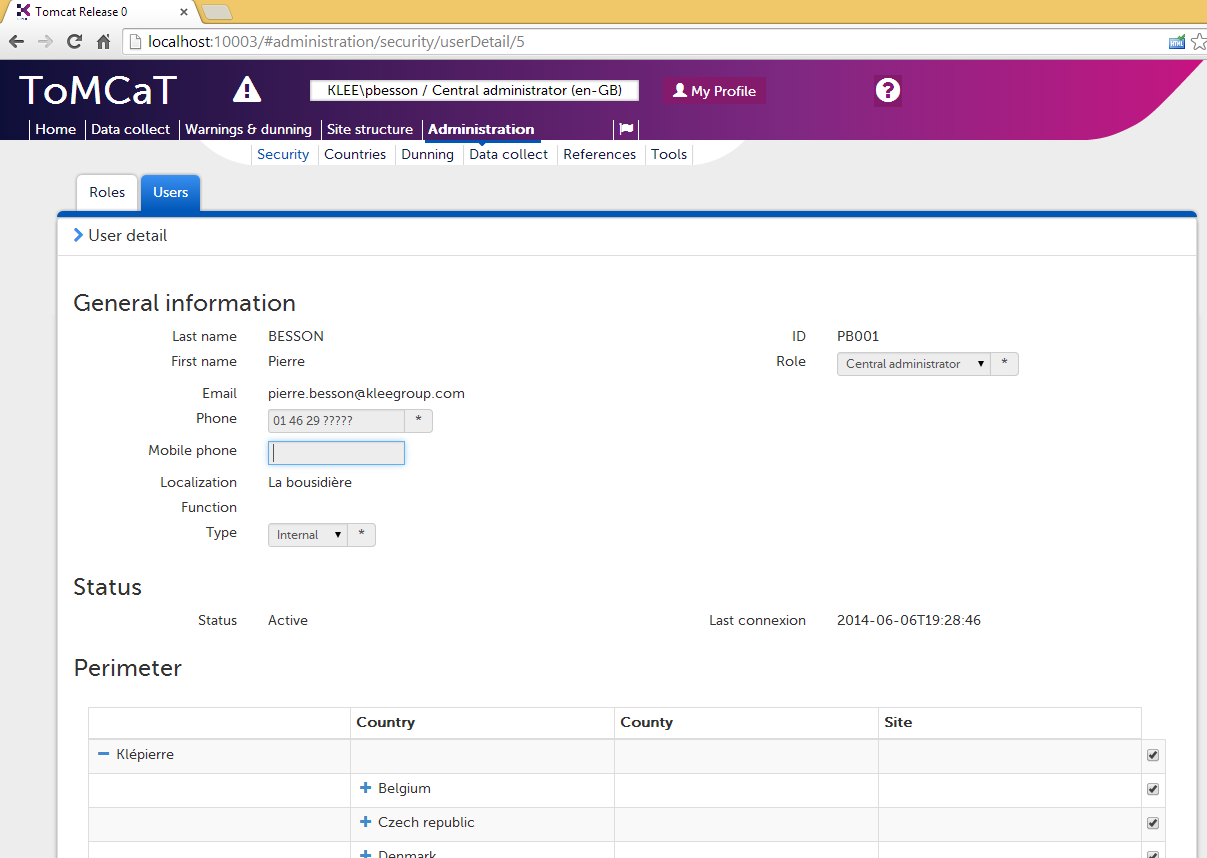 Tomcat Release 0
localhost:10003/#administration/security/userDetail/5
ToMCaT
KLEE\pbesson / Central administrator (en-GB)
My Profile
?
Home Data collect Warnings & dunning Site structure Administration
Security Countries Dunning Data collect References Tools
Roles Users
User detail
General information
Last name BESSON ID PB001
First name Pierre Role Central administrator *
Email pierre.besson@kleegroup.com
Phone 01 46 29 ????? *
Mobile phone
Localization La bousidière
Function
Type Internal *
Status
Status Active Last connexion 2014-06-06T19:28:46
Perimeter
Country County Site
Klépierre
Belgium
Czech republic
Denmark